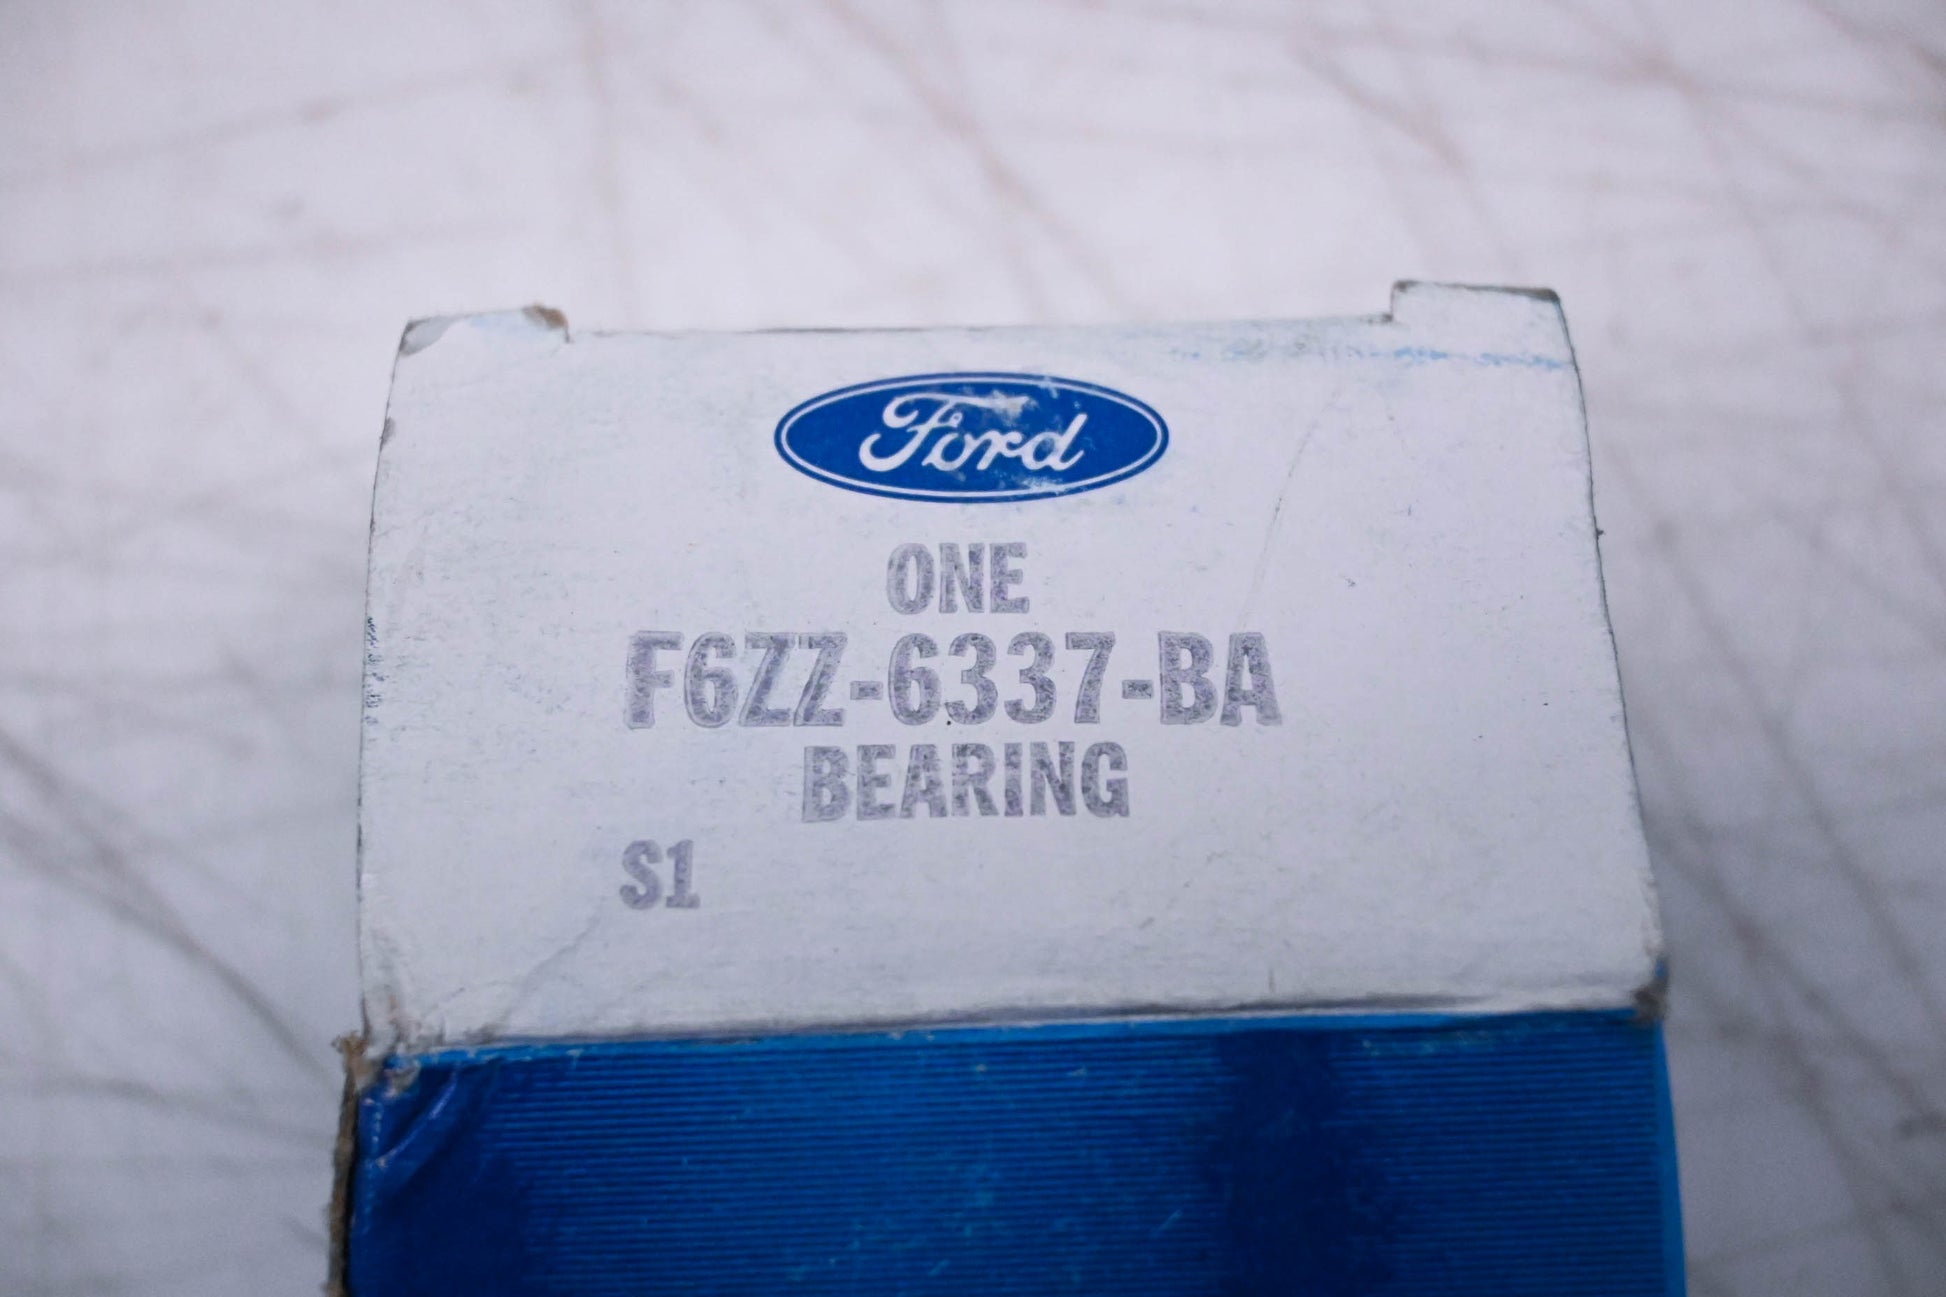 Ford
ONE
F6ZZ-6337-BA
BEARING
S1